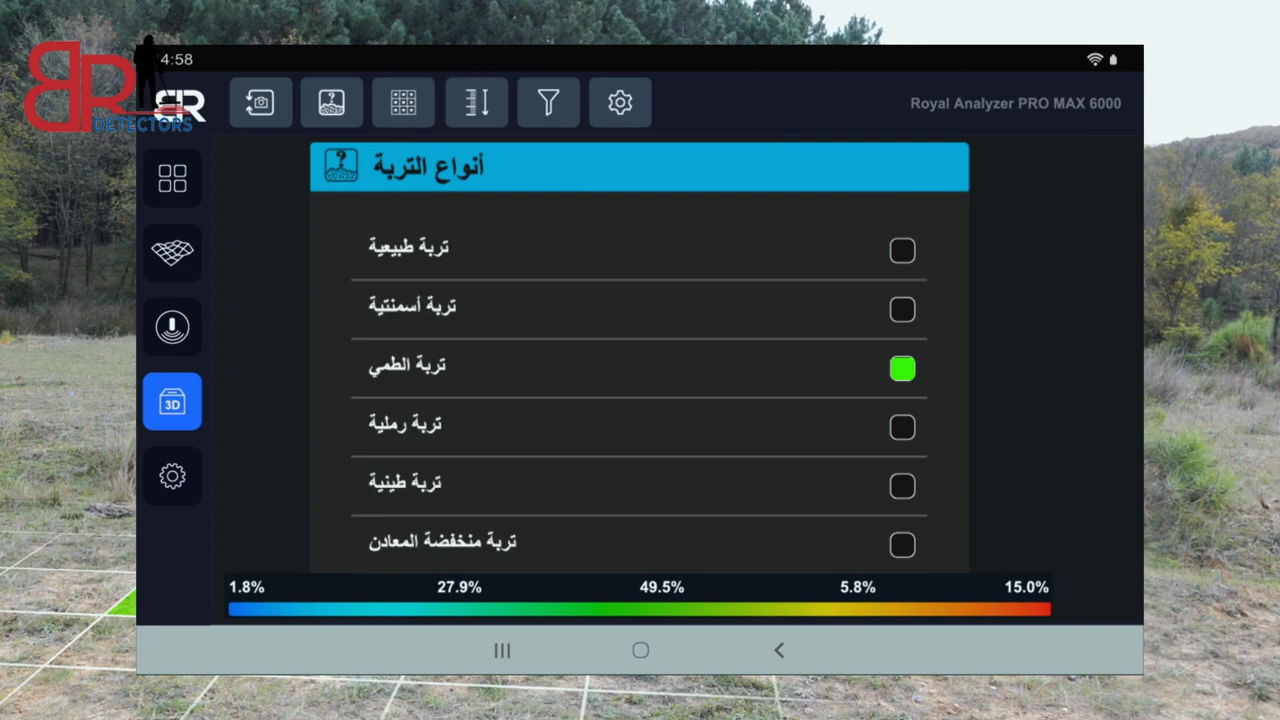 4:58
BR
DETECTORS
BR
Royal Analyzer PRO MAX 6000
أنواع التربة
تربة طبيعية
تربة أسمنتية
تربة الطمي
3D
تربة رملية
تربة طينية
تربة منخفضة المعادن
1.8% 27.9% 49.5% 5.8% 15.0%